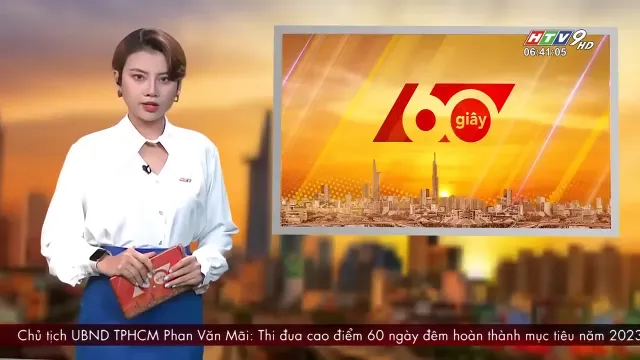 HTV9 HD
06:41:05
60 giây
60
Chủ tịch UBND TPHCM Phan Văn Mãi: Thi đua cao điểm 60 ngày đêm hoàn thành mục tiêu năm 2023